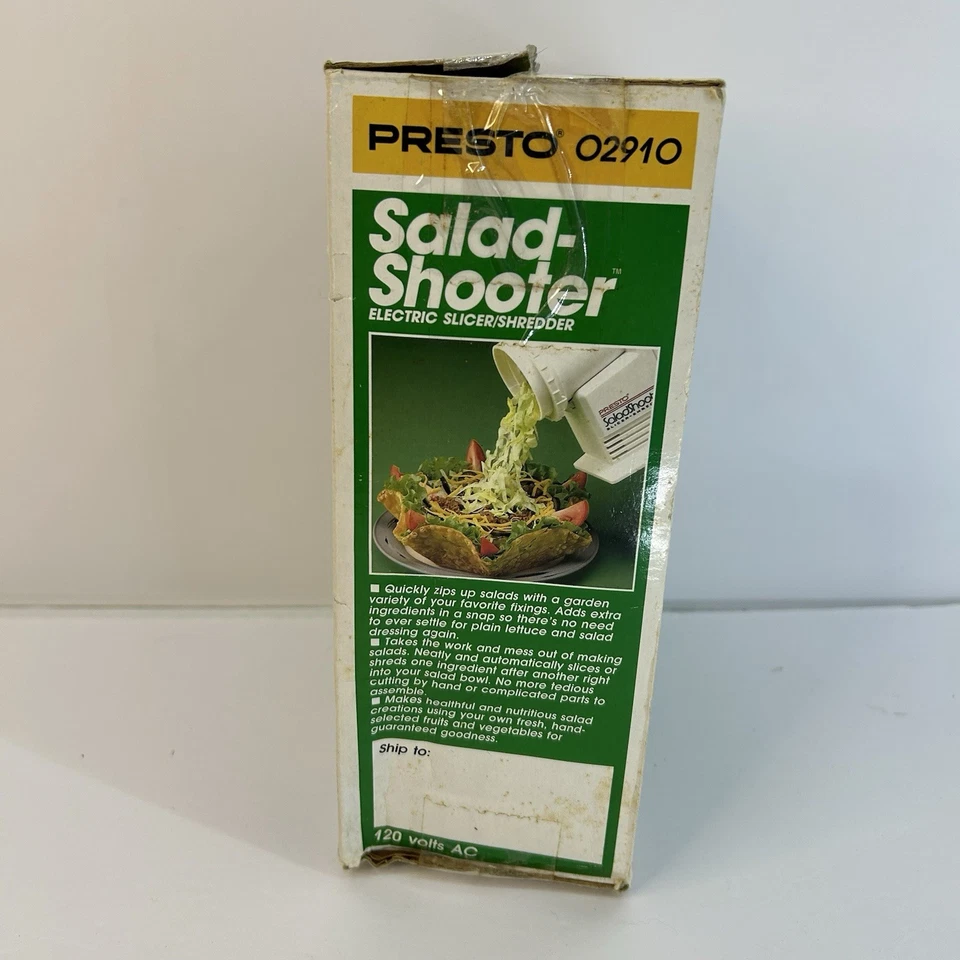 PRESTO® 02910
Salad-
Shooter™
ELECTRIC SLICER/SHREDDER
PRESTO®
SaladShoot
■ Quickly zips up salads with a garden
variety of your favorite fixings. Adds extra
ingredients in a snap so there's no need
to ever settle for plain lettuce and salad
dressing again.
■ Takes the work and mess out of making
salads. Neatly and automatically slices or
shreds one ingredient after another right
into your salad bowl. No more tedious
cutting by hand or complicated parts to
assemble.
■ Makes healthful and nutritious salad
creations using your own fresh, hand-
selected fruits and vegetables for
guaranteed goodness.
Ship to:
120 volts AC